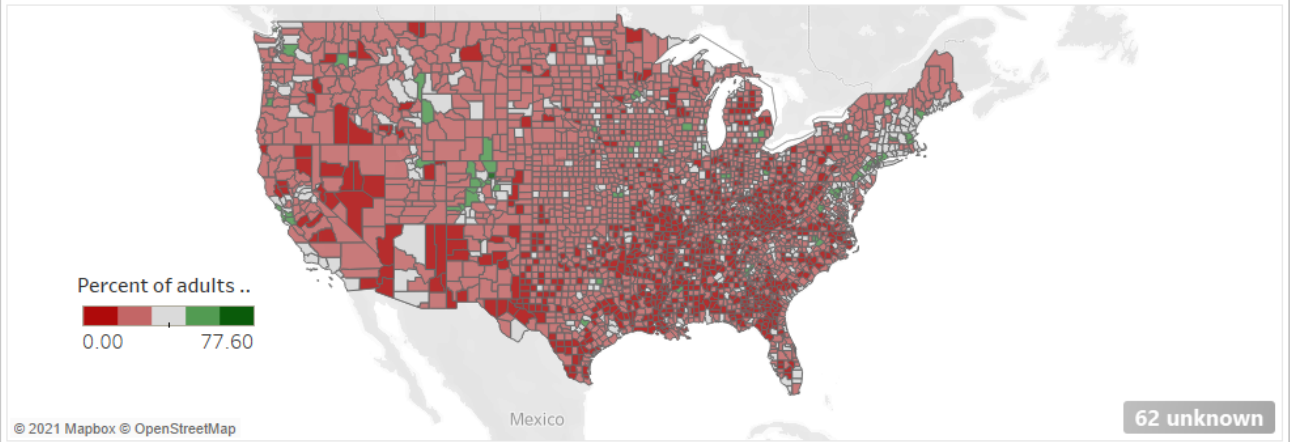 Percent of adults ..
0.00
77.60
Mexico
62 unknown
© 2021 Mapbox © OpenStreetMap